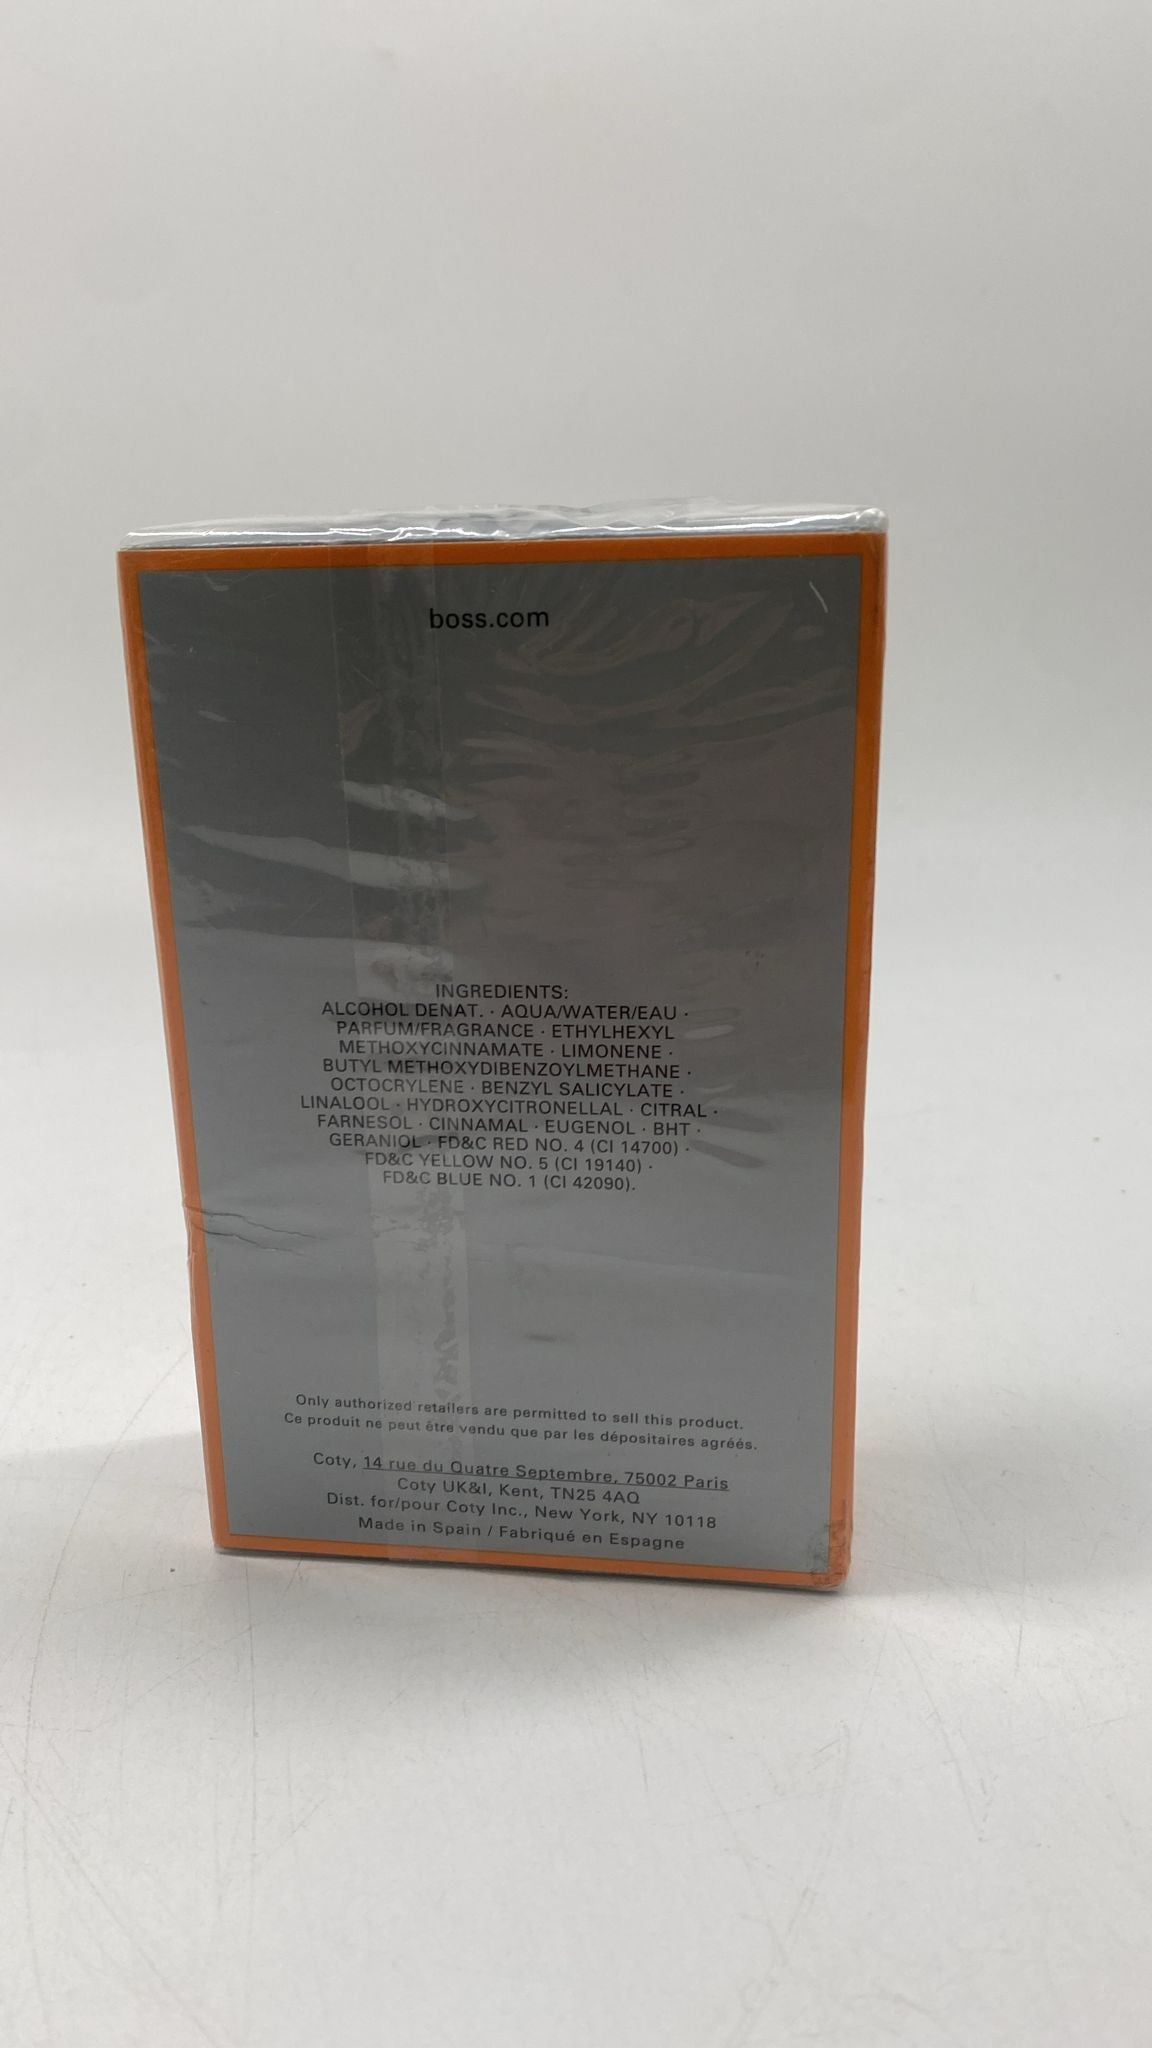 boss.com
INGREDIENTS:
ALCOHOL DENAT. · AQUA/WATER/EAU ·
PARFUM/FRAGRANCE · ETHYLHEXYL
METHOXYCINNAMATE · LIMONENE ·
BUTYL METHOXYDIBENZOYLMETHANE ·
OCTOCRYLENE · BENZYL SALICYLATE ·
LINALOOL · HYDROXYCITRONELLAL · CITRAL ·
FARNESOL · CINNAMAL · EUGENOL · BHT ·
GERANIOL · FD&C RED NO. 4 (CI 14700) ·
FD&C YELLOW NO. 5 (CI 19140) ·
FD&C BLUE NO. 1 (CI 42090).
Only authorized retailers are permitted to sell this product.
Ce produit ne peut être vendu que par les dépositaires agréés.
Coty, 14 rue du Quatre Septembre, 75002 Paris
Coty UK&I, Kent, TN25 4AQ
Dist. for/pour Coty Inc., New York, NY 10118
Made in Spain / Fabriqué en Espagne